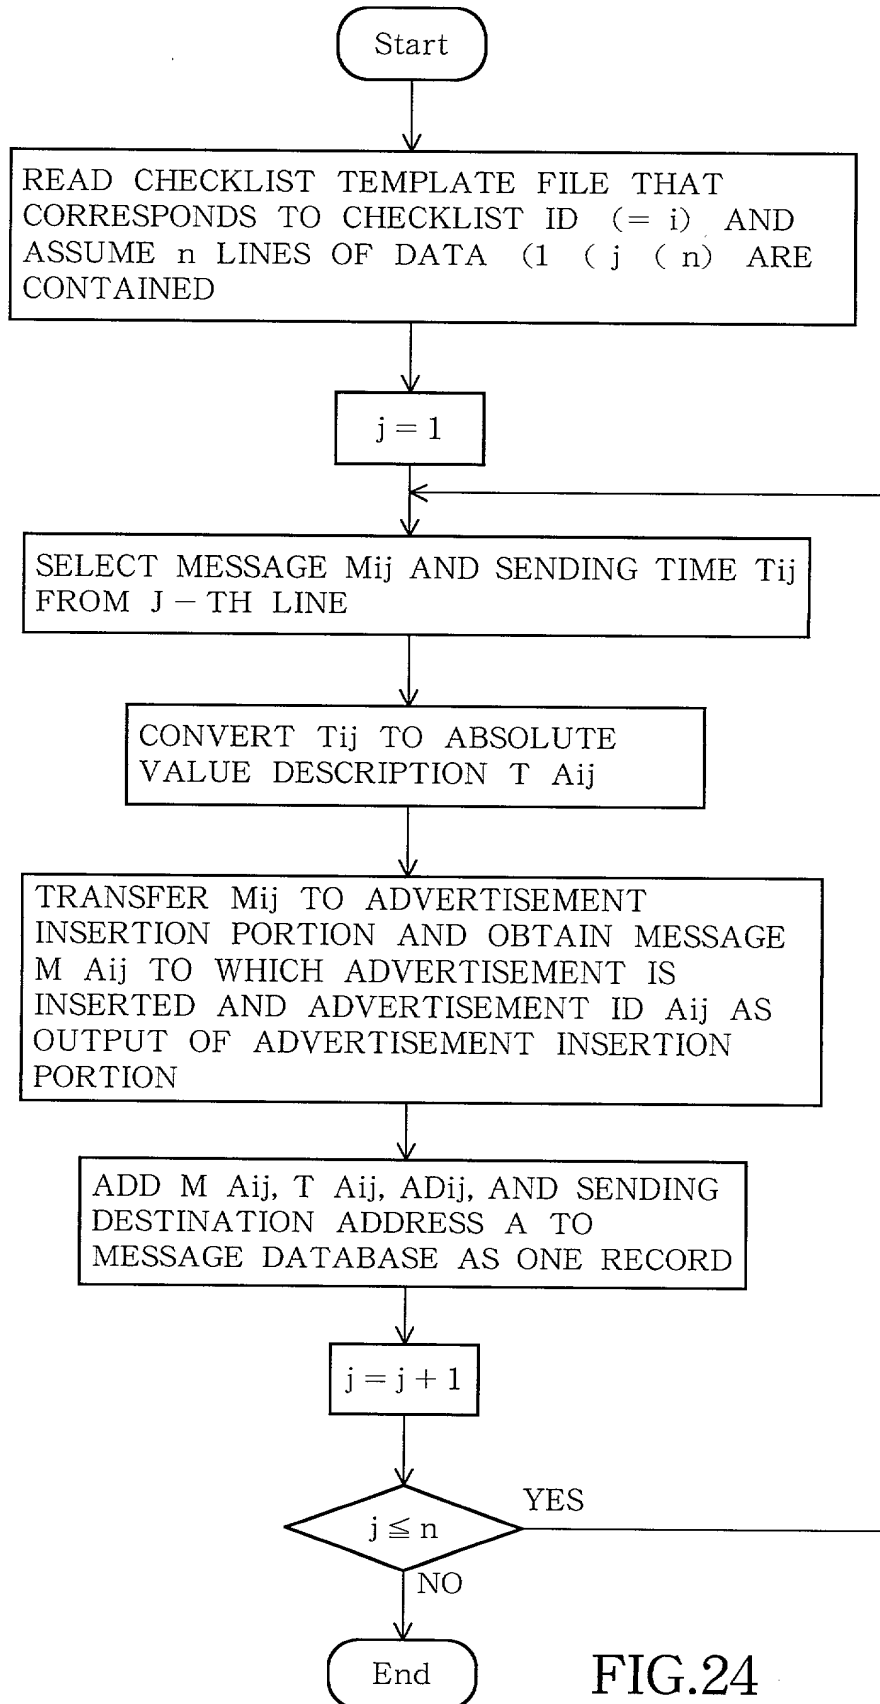 Start
READ CHECKLIST TEMPLATE FILE THAT
CORRESPONDS TO CHECKLIST ID (= i) AND
ASSUME n LINES OF DATA (1 ( j ( n) ARE
CONTAINED
j = 1
SELECT MESSAGE Mij AND SENDING TIME Tij
FROM J – TH LINE
CONVERT Tij TO ABSOLUTE
VALUE DESCRIPTION T Aij
TRANSFER Mij TO ADVERTISEMENT
INSERTION PORTION AND OBTAIN MESSAGE
M Aij TO WHICH ADVERTISEMENT IS
INSERTED AND ADVERTISEMENT ID Aij AS
OUTPUT OF ADVERTISEMENT INSERTION
PORTION
ADD M Aij, T Aij, ADij, AND SENDING
DESTINATION ADDRESS A TO
MESSAGE DATABASE AS ONE RECORD
j = j + 1
YES
j ≦ n
NO
End
FIG.24